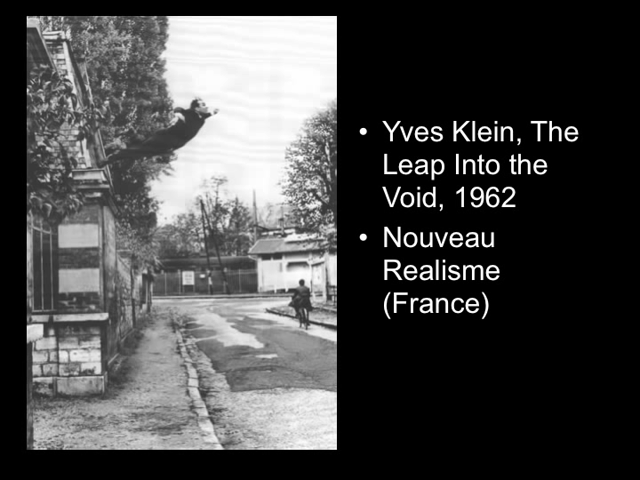 • Yves Klein, The
Leap Into the
Void, 1962
• Nouveau
Realisme
(France)